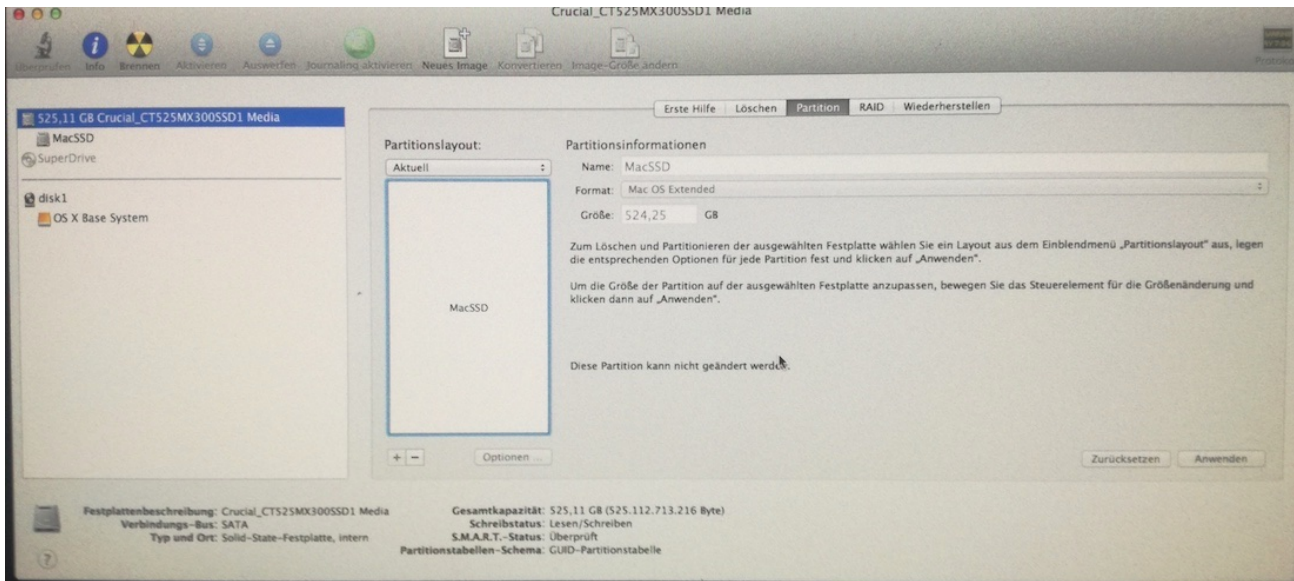 Crucial_CT525MX300SSD1 Media
Überprüfen Info Brennen Aktivieren Auswerfen Journaling aktivieren Neues Image Konvertieren Image-Größe ändern Protokoll
525,11 GB Crucial_CT525MX300SSD1 Media
MacSSD
SuperDrive
disk1
OS X Base System
Erste Hilfe Löschen Partition RAID Wiederherstellen
Partitionslayout:
Aktuell
MacSSD
+ − Optionen ...
Partitionsinformationen
Name: MacSSD
Format: Mac OS Extended
Größe: 524,25 GB
Zum Löschen und Partitionieren der ausgewählten Festplatte wählen Sie ein Layout aus dem Einblendmenü „Partitionslayout“ aus, legen
die entsprechenden Optionen für jede Partition fest und klicken auf „Anwenden“.
Um die Größe der Partition auf der ausgewählten Festplatte anzupassen, bewegen Sie das Steuerelement für die Größenänderung und
klicken dann auf „Anwenden“.
Diese Partition kann nicht geändert werden.
Zurücksetzen Anwenden
Festplattenbeschreibung: Crucial_CT525MX300SSD1 Media
Verbindungs-Bus: SATA
Typ und Ort: Solid-State-Festplatte, intern
Gesamtkapazität: 525,11 GB (525.112.713.216 Byte)
Schreibstatus: Lesen/Schreiben
S.M.A.R.T.-Status: Überprüft
Partitionstabellen-Schema: GUID-Partitionstabelle
?